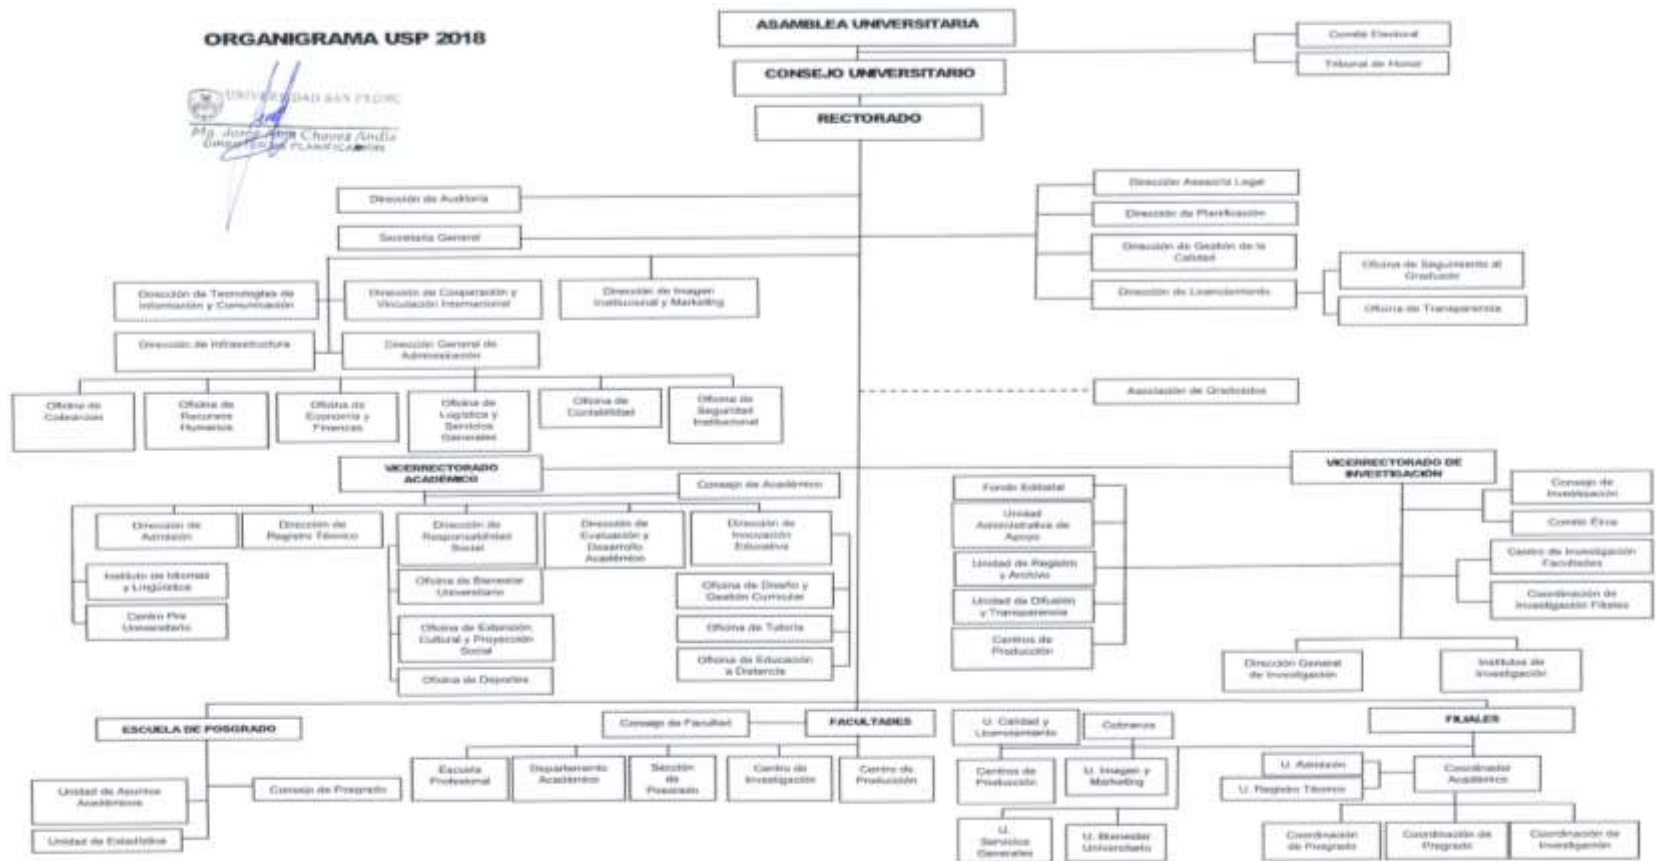 ORGANIGRAMA USP 2018
UNIVERSIDAD SAN PEDRO
ASAMBLEA UNIVERSITARIA
CONSEJO UNIVERSITARIO
RECTORADO
Comité Electoral
Tribunal de Honor
Dirección de Auditoría
Secretaría General
Dirección Asesoría Legal
Dirección de Planificación
Dirección de Gestión de la
Calidad
Dirección de Licenciamiento
Oficina de Seguimiento al
Graduado
Oficina de Transparencia
Dirección de Tecnologías de
Información y Comunicación
Dirección de Cooperación y
Vinculación Internacional
Dirección de Imagen
Institucional y Marketing
Dirección de Infraestructura
Dirección General de
Administración
Oficina de
Cobranzas
Oficina de
Recursos
Humanos
Oficina de
Economía y
Finanzas
Oficina de
Logística y
Servicios
Generales
Oficina de
Contabilidad
Oficina de
Seguridad
Institucional
Asociación de Graduados
VICERRECTORADO
ACADÉMICO
Consejo de Académico
Dirección de
Admisión
Dirección de
Registro Técnico
Dirección de
Responsabilidad
Social
Dirección de
Evaluación y
Desarrollo
Académico
Dirección de
Innovación
Educativa
Instituto de Idiomas
y Lingüística
Centro Pre
Universitario
Oficina de Bienestar
Universitario
Oficina de Extensión
Cultural y Proyección
Social
Oficina de Deportes
Oficina de Diseño y
Gestión Curricular
Oficina de Tutoría
Oficina de Educación
a Distancia
VICERRECTORADO DE
INVESTIGACIÓN
Fondo Editorial
Unidad
Administrativa de
Apoyo
Unidad de Registro
y Archivo
Unidad de Difusión
y Transparencia
Centros de
Producción
Consejo de
Investigación
Comité Ética
Centro de Investigación
Facultades
Coordinación de
Investigación Filiales
Dirección General
de Investigación
Institutos de
Investigación
ESCUELA DE POSGRADO
Unidad de Asuntos
Académicos
Consejo de Posgrado
Unidad de Estadística
Consejo de Facultad
FACULTADES
Escuela
Profesional
Departamento
Académico
Sección
de
Posgrado
Centro de
Investigación
Centro de
Producción
FILIALES
U. Calidad y
Licenciamiento
Cobranza
Centros de
Producción
U. Imagen y
Marketing
U.
Servicios
Generales
U. Bienestar
Universitario
U. Admisión
U. Registro Técnico
Coordinador
Académico
Coordinación
de Posgrado
Coordinación de
Pregrado
Coordinación de
Investigación